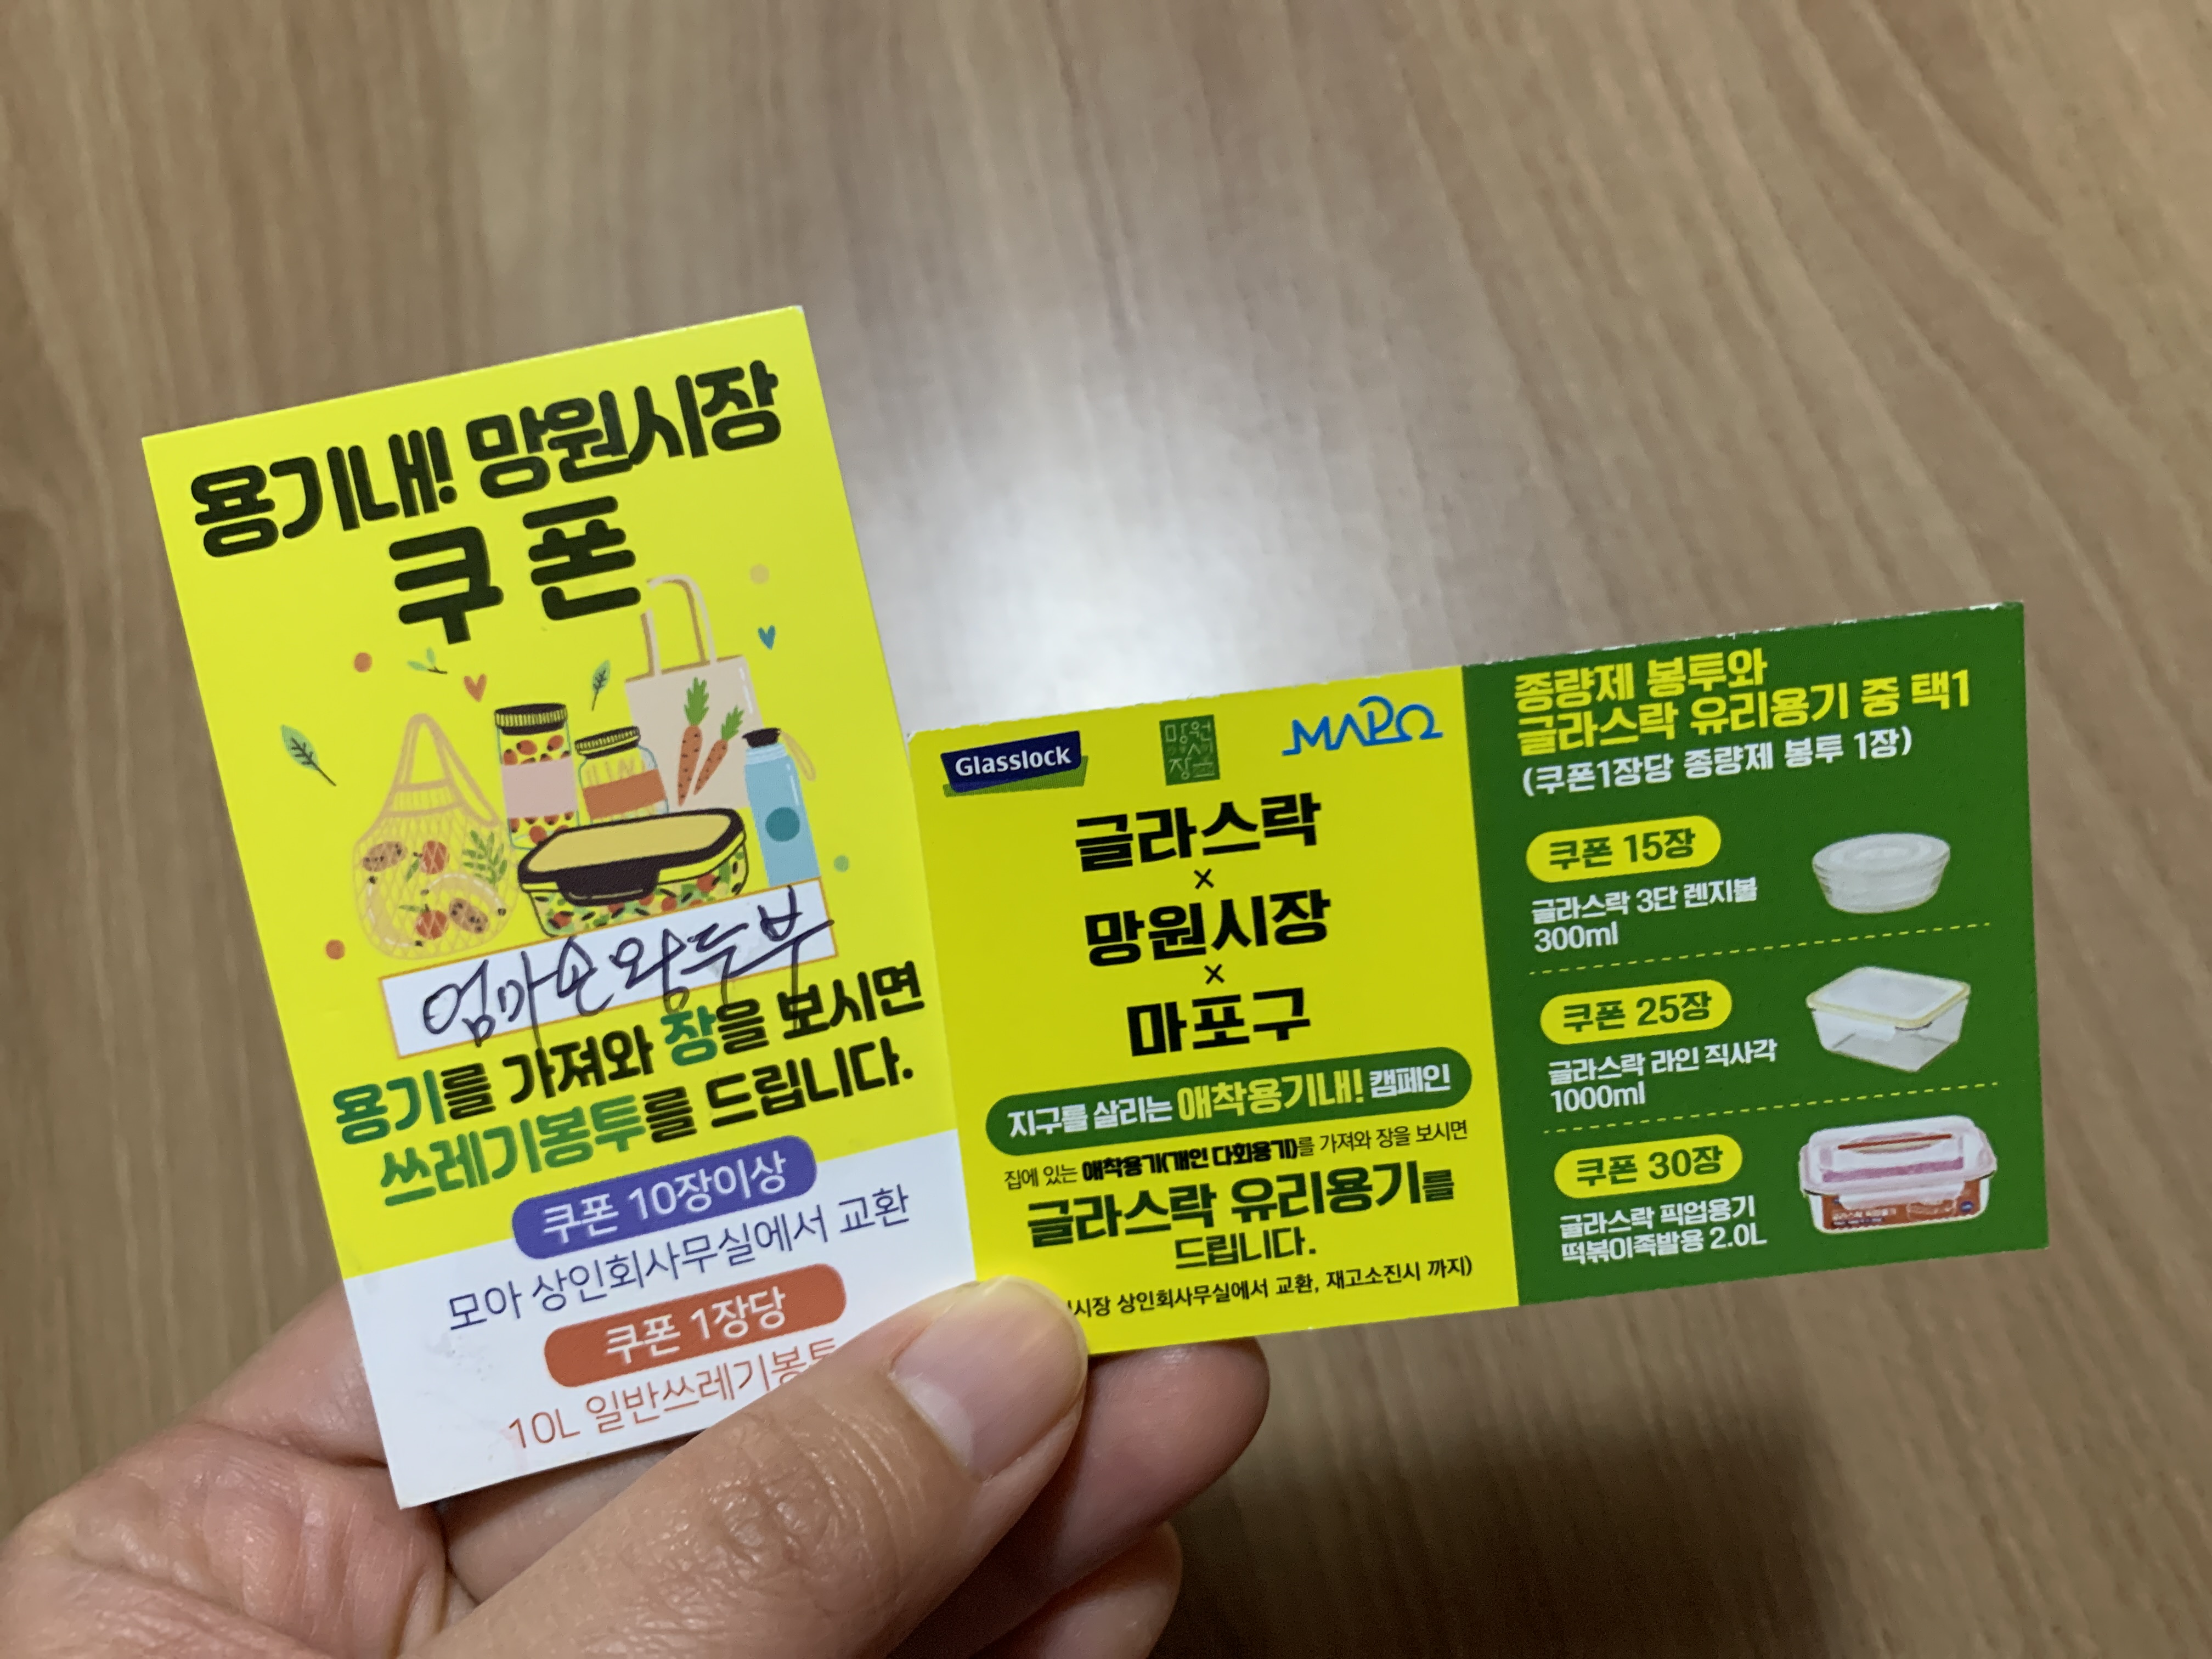 용기내! 망원시장
쿠폰
엄마손왕두부
용기를 가져와 장을 보시면
쓰레기봉투를 드립니다.
쿠폰 10장이상
모아 상인회사무실에서 교환
쿠폰 1장당
10L 일반쓰레기봉투
Glasslock
망원시장
MAPO
글라스락
×
망원시장
×
마포구
지구를 살리는 애착용기내! 캠페인
집에 있는 애착용기(개인 다회용기)를 가져와 장을 보시면
글라스락 유리용기를
드립니다.
시장 상인회사무실에서 교환, 재고소진시 까지)
종량제 봉투와
글라스락 유리용기 중 택1
(쿠폰1장당 종량제 봉투 1장)
쿠폰 15장
글라스락 3단 렌지볼
300ml
쿠폰 25장
글라스락 라인 직사각
1000ml
쿠폰 30장
글라스락 픽업용기
떡볶이족발용 2.0L